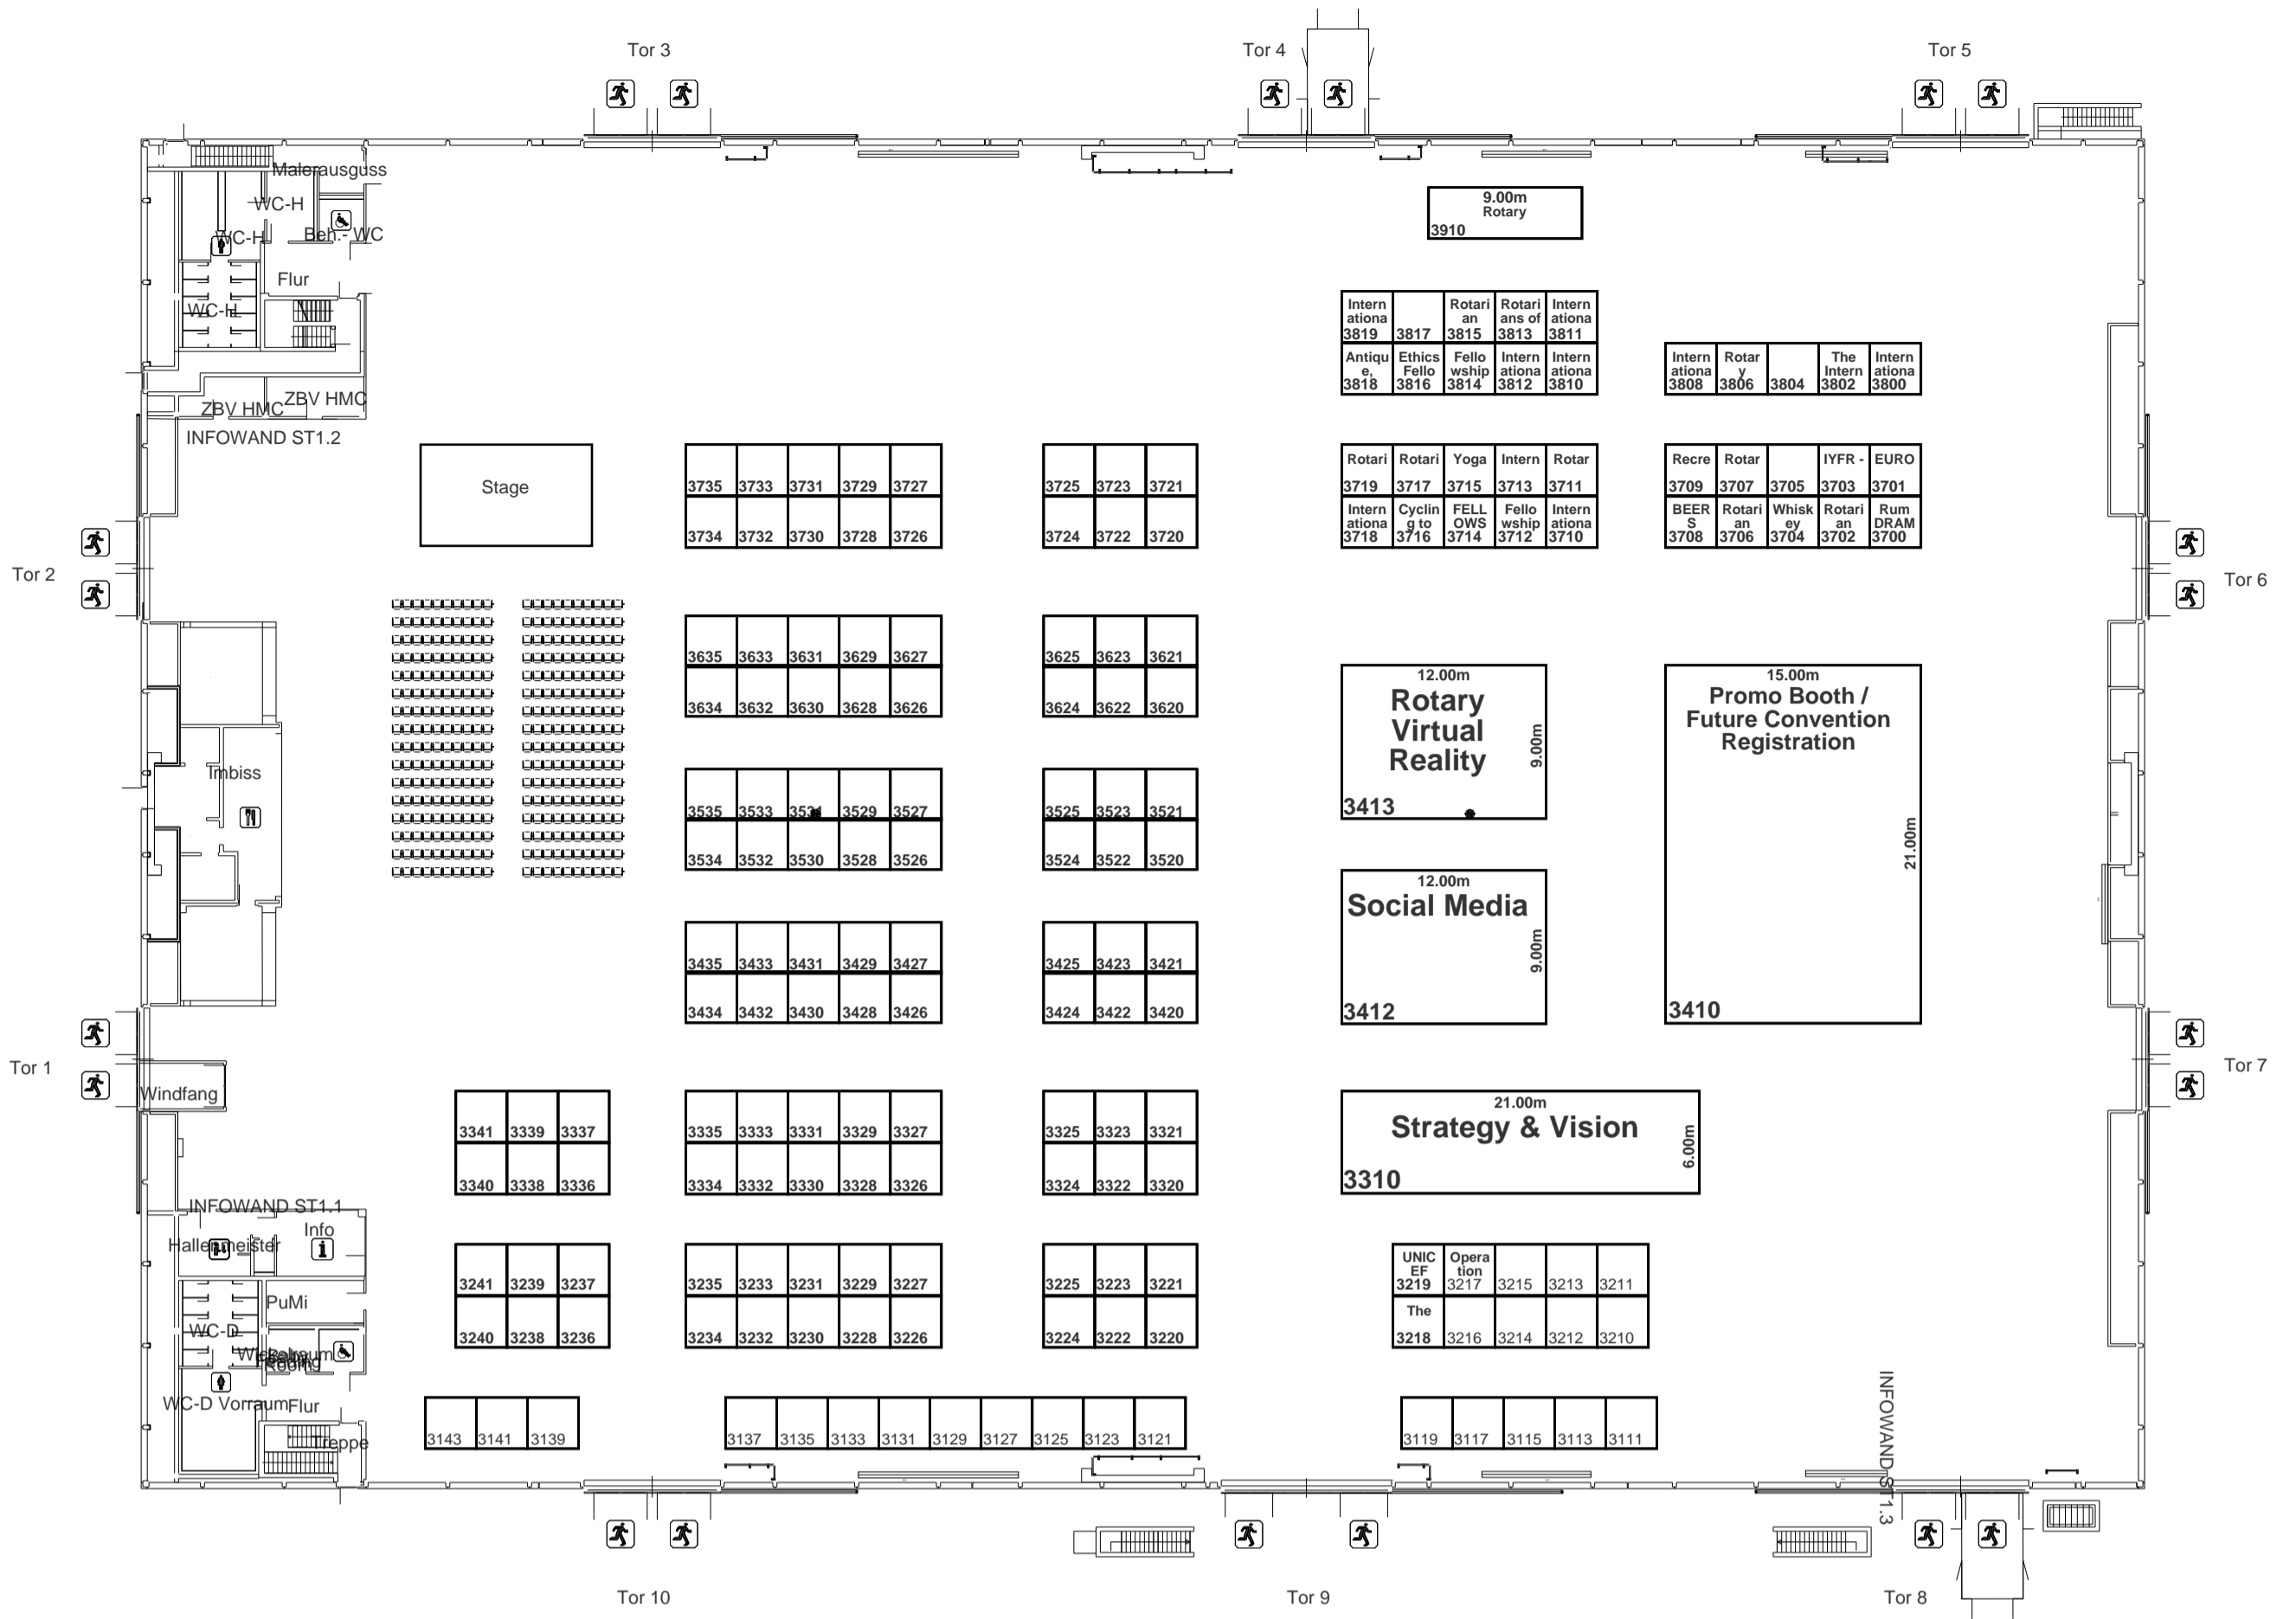 Tor 3
Tor 4
Tor 5
Malerausguss
WC-H
WC-H
Beh.- WC
Flur
WC-H
ZBV HMC
ZBV HMC
INFOWAND ST1.2
9.00m
Rotary
3910
Intern
ationa
3819
3817
Rotari
an
3815
Rotari
ans of
3813
Intern
ationa
3811
Antiqu
e,
3818
Ethics
Fello
3816
Fello
wship
3814
Intern
ationa
3812
Intern
ationa
3810
Intern
ationa
3808
Rotar
y
3806
3804
The
Intern
3802
Intern
ationa
3800
Stage
3735 3733 3731 3729 3727
3734 3732 3730 3728 3726
3725 3723 3721
3724 3722 3720
Rotari
3719
Rotari
3717
Yoga
3715
Intern
3713
Rotar
3711
Intern
ationa
3718
Cyclin
g to
3716
FELL
OWS
3714
Fello
wship
3712
Intern
ationa
3710
Recre
3709
Rotar
3707
3705
IYFR -
3703
EURO
3701
BEER
S
3708
Rotari
an
3706
Whisk
ey
3704
Rotari
an
3702
Rum
DRAM
3700
Tor 2
Tor 6
3635 3633 3631 3629 3627
3634 3632 3630 3628 3626
3625 3623 3621
3624 3622 3620
12.00m
Rotary
Virtual
Reality
9.00m
3413
15.00m
Promo Booth /
Future Convention
Registration
21.00m
3410
Imbiss
3535 3533 3531 3529 3527
3534 3532 3530 3528 3526
3525 3523 3521
3524 3522 3520
12.00m
Social Media
9.00m
3412
3435 3433 3431 3429 3427
3434 3432 3430 3428 3426
3425 3423 3421
3424 3422 3420
Tor 1
Windfang
Tor 7
3341 3339 3337
3340 3338 3336
3335 3333 3331 3329 3327
3334 3332 3330 3328 3326
3325 3323 3321
3324 3322 3320
21.00m
Strategy & Vision
6.00m
3310
INFOWAND ST1.1
Info
Hallenmeister
PuMi
WC-D
Wickelraum
Room
WC-D Vorraum
Flur
Treppe
3241 3239 3237
3240 3238 3236
3235 3233 3231 3229 3227
3234 3232 3230 3228 3226
3225 3223 3221
3224 3222 3220
UNIC
EF
3219
Opera
tion
3217
3215 3213 3211
The
3218
3216 3214 3212 3210
3143 3141 3139
3137 3135 3133 3131 3129 3127 3125 3123 3121
3119 3117 3115 3113 3111
INFOWAND ST1.3
Tor 10
Tor 9
Tor 8